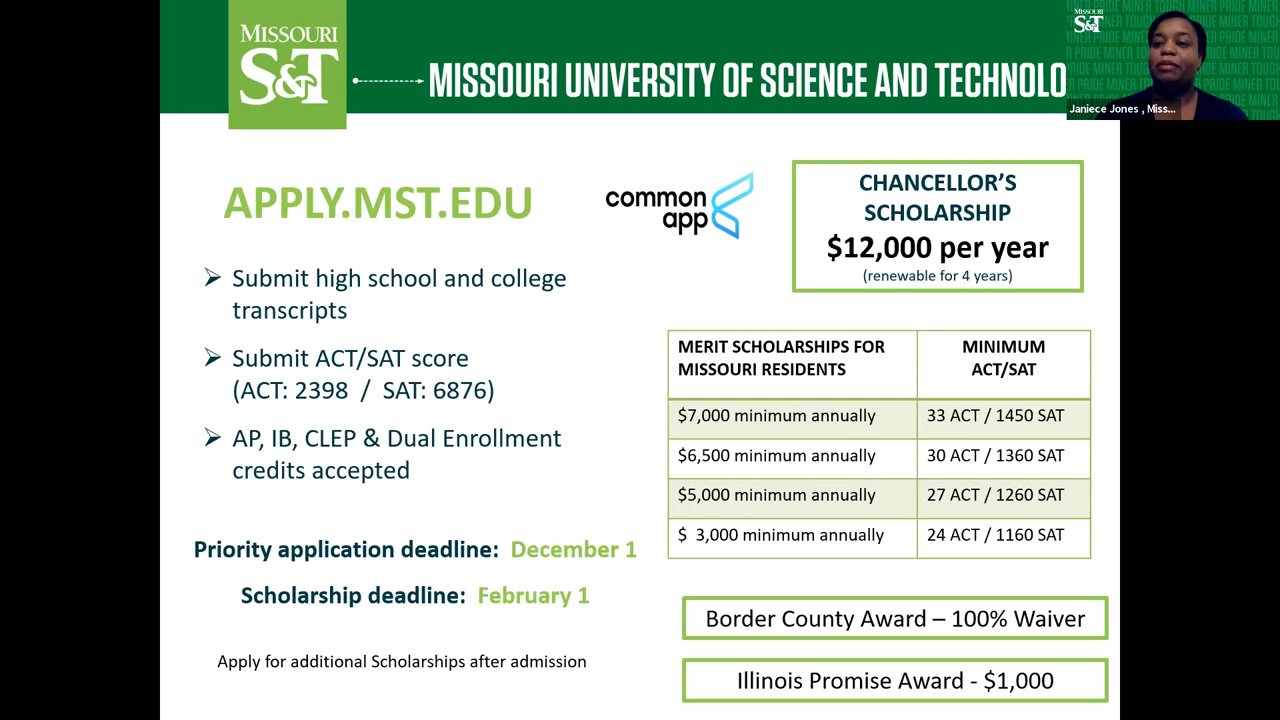 MISSOURI
S&T
MISSOURI UNIVERSITY OF SCIENCE AND TECHNOLO
MISSOURI
S&T
Janiece Jones , Miss...
APPLY.MST.EDU
common
app
CHANCELLOR'S
SCHOLARSHIP
$12,000 per year
(renewable for 4 years)
➢ Submit high school and college
transcripts
➢ Submit ACT/SAT score
(ACT: 2398 / SAT: 6876)
➢ AP, IB, CLEP & Dual Enrollment
credits accepted
Priority application deadline: December 1
Scholarship deadline: February 1
Apply for additional Scholarships after admission
MERIT SCHOLARSHIPS FOR
MISSOURI RESIDENTS
MINIMUM
ACT/SAT
$7,000 minimum annually 33 ACT / 1450 SAT
$6,500 minimum annually 30 ACT / 1360 SAT
$5,000 minimum annually 27 ACT / 1260 SAT
$ 3,000 minimum annually 24 ACT / 1160 SAT
Border County Award – 100% Waiver
Illinois Promise Award - $1,000